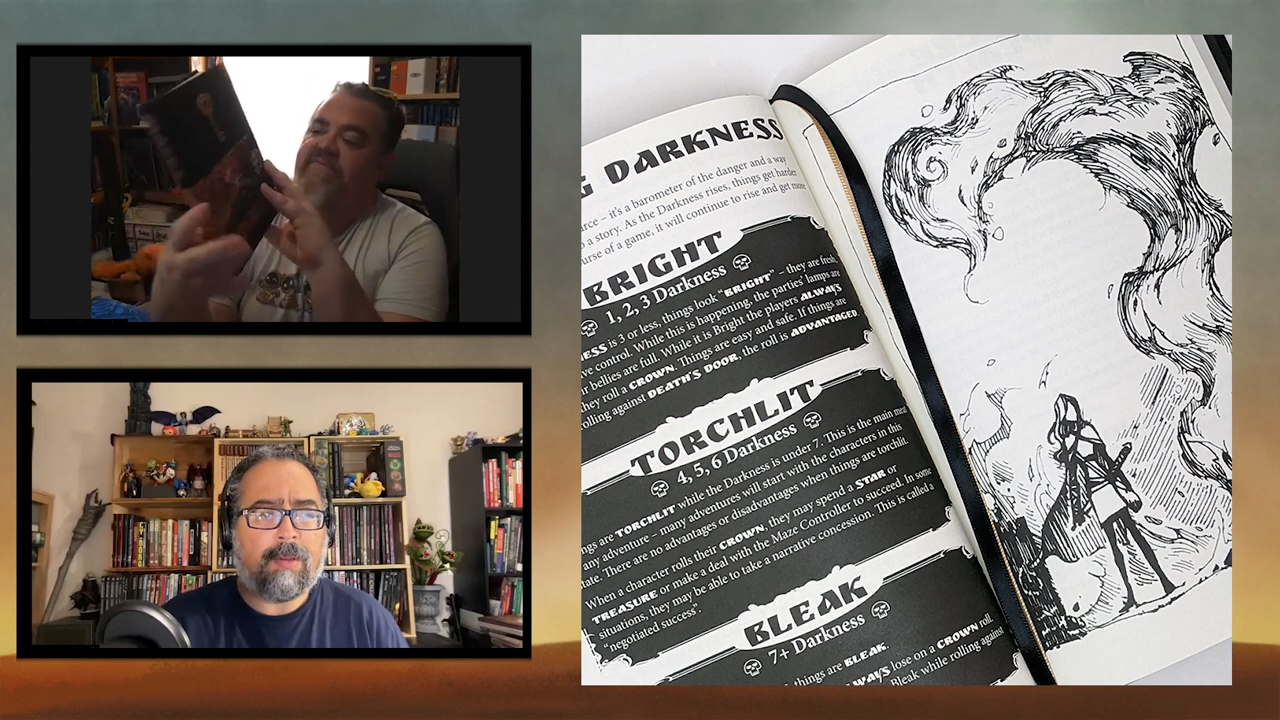 G DARKNESS
rce – it's a barometer of the danger and a way
o a story. As the Darkness rises, things get harder
urse of a game, it will continue to rise and get more
BRIGHT
1, 2, 3 Darkness
ESS is 3 or less, things look "BRIGHT" – they are fresh,
ve control. While this is happening, the parties' lamps are
ir bellies are full. While it is Bright the players ALWAYS
they roll a CROWN. Things are easy and safe. If things are
olling against DEATH'S DOOR, the roll is ADVANTAGED.
TORCHLIT
4, 5, 6 Darkness
ngs are TORCHLIT while the Darkness is under 7. This is the main meat
any adventure – many adventures will start with the characters in this
tate. There are no advantages or disadvantages when things are torchlit.
When a character rolls their CROWN, they may spend a STAR or
TREASURE or make a deal with the Maze Controller to succeed. In some
situations, they may be able to take a narrative concession. This is called a
"negotiated success".
BLEAK
7+ Darkness
things are BLEAK.
WAYS lose on a CROWN roll.
Bleak while rolling against